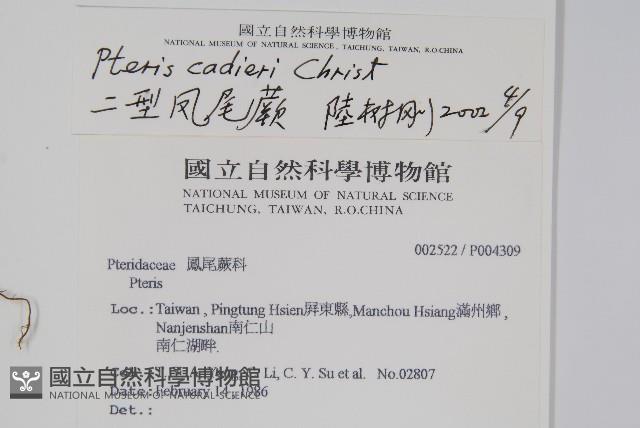 國立自然科學博物館
NATIONAL MUSEUM OF NATURAL SCIENCE, TAICHUNG, TAIWAN, R.O.CHINA
Pteris cadieri Christ
二型凤尾蕨 陸樹刚 2002 4/9
國立自然科學博物館
NATIONAL MUSEUM OF NATURAL SCIENCE
TAICHUNG, TAIWAN, R.O.CHINA
002522 / P004309
Pteridaceae 鳳尾蕨科
Pteris
Loc.:Taiwan , Pingtung Hsien屏東縣,Manchou Hsiang滿州鄉 ,
Nanjenshan南仁山
南仁湖畔.
Li, C. Y. Su et al. No.02807
Date:February 14, 1986
Det.:
國立自然科學博物館
NATIONAL MUSEUM OF NATURAL SCIENCE